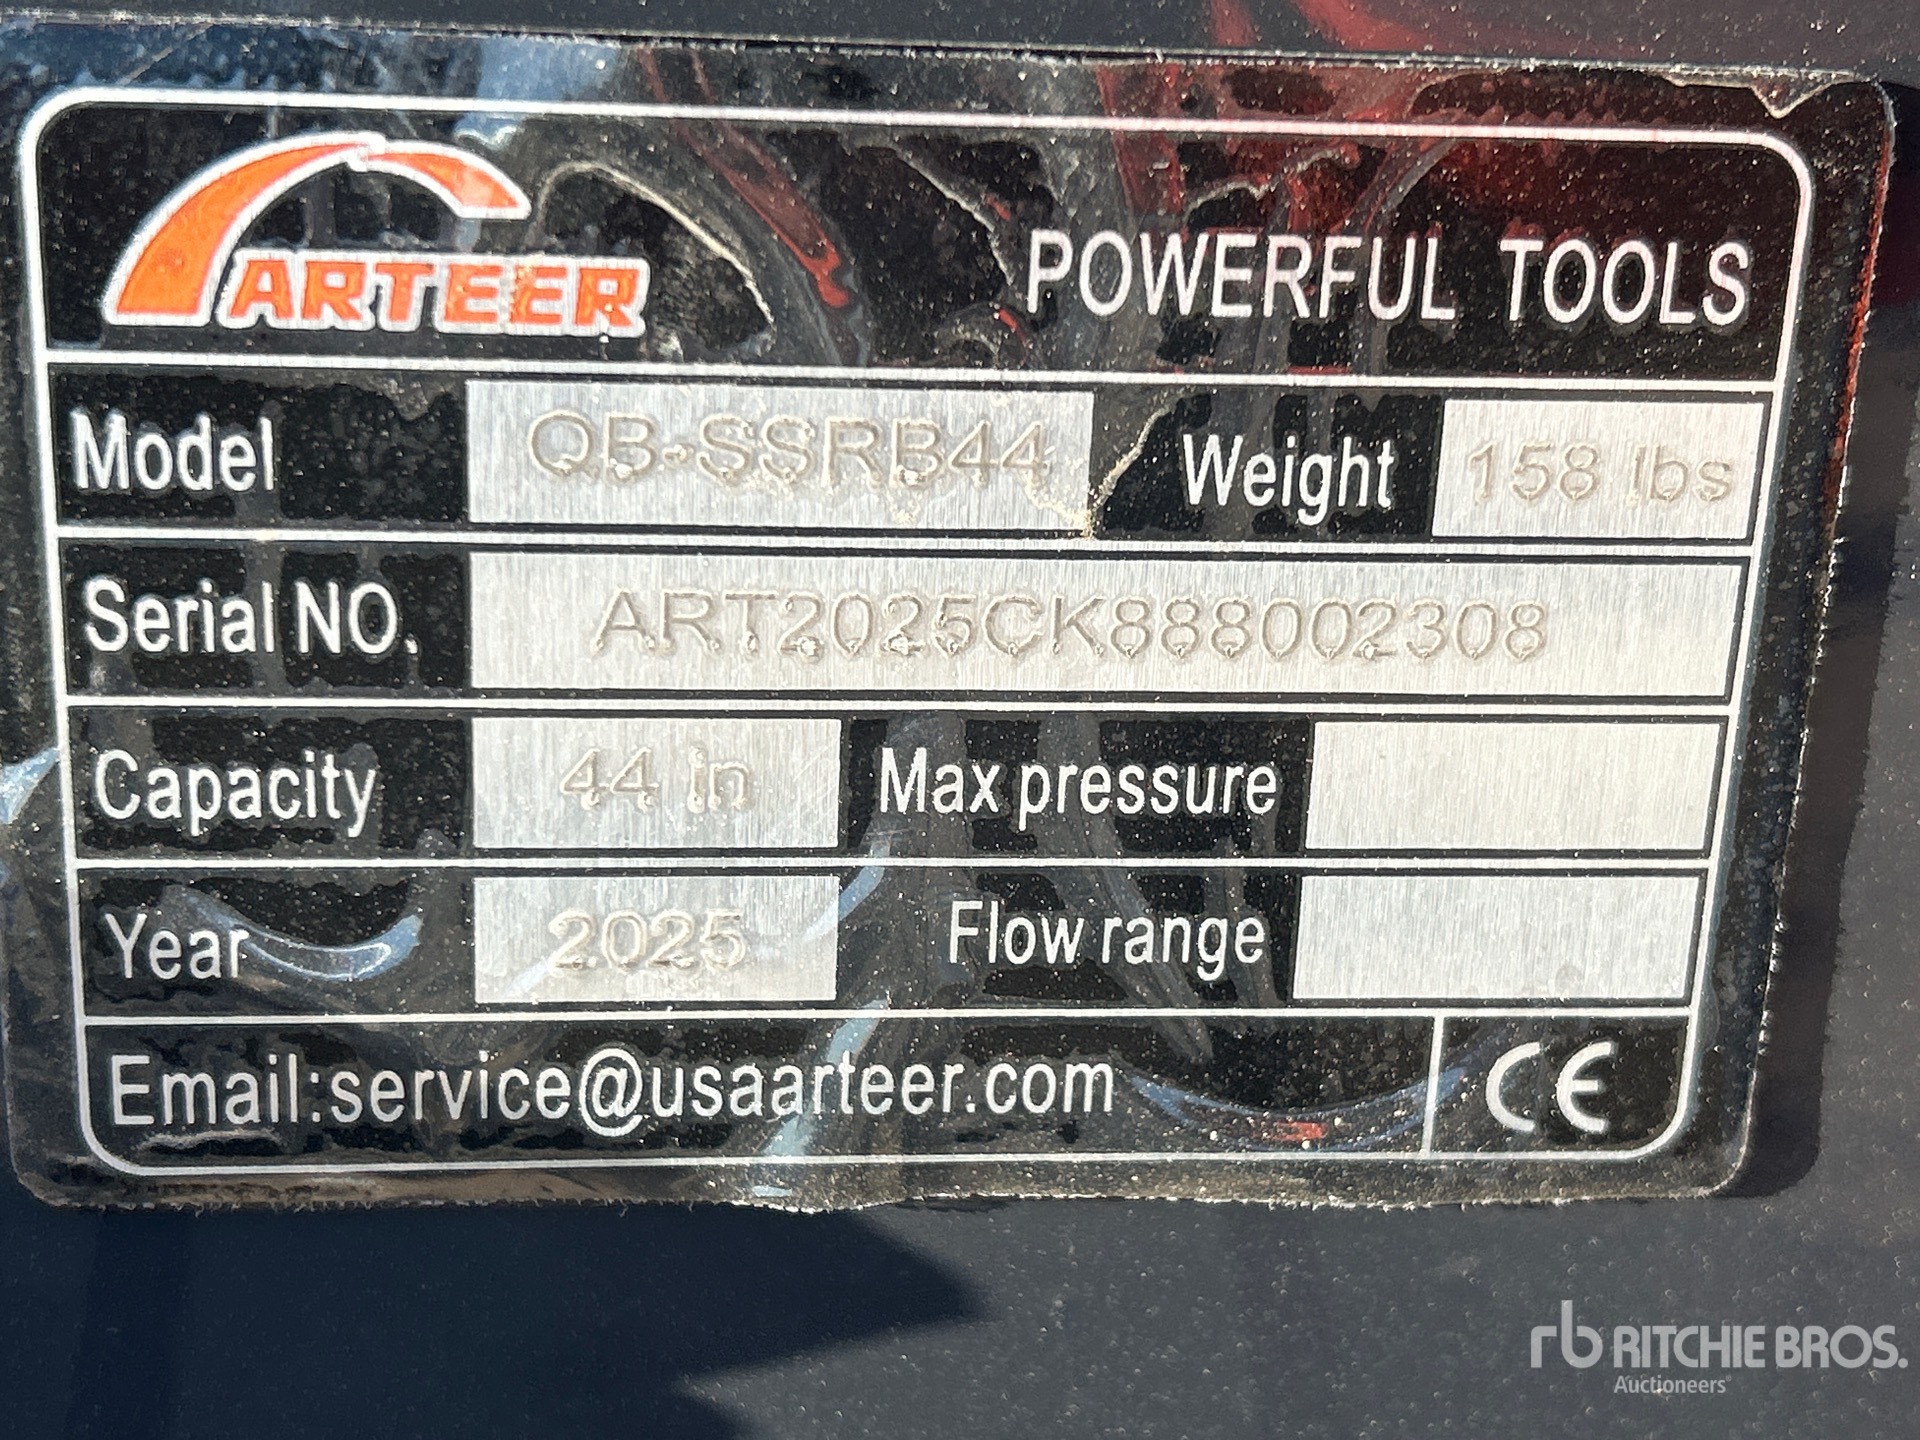 ARTEER POWERFUL TOOLS
Model QB-SSRB44 Weight 158 lbs
Serial NO. ART2025CK888002308
Capacity 44 in Max pressure
Year 2025 Flow range
Email:service@usaarteer.com CE
rb RITCHIE BROS.
Auctioneers